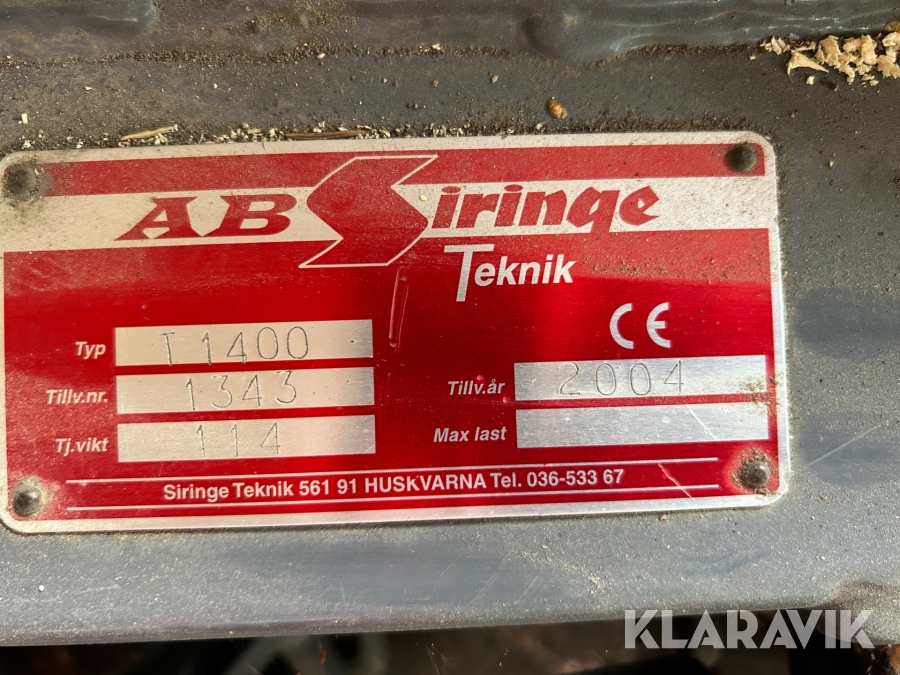 AB Siringe
Teknik
CE
Typ T1400
Tillv.nr. 1343
Tillv.år 2004
Tj.vikt 114
Max last
Siringe Teknik 561 91 HUSKVARNA Tel. 036-533 67
KLARAVIK